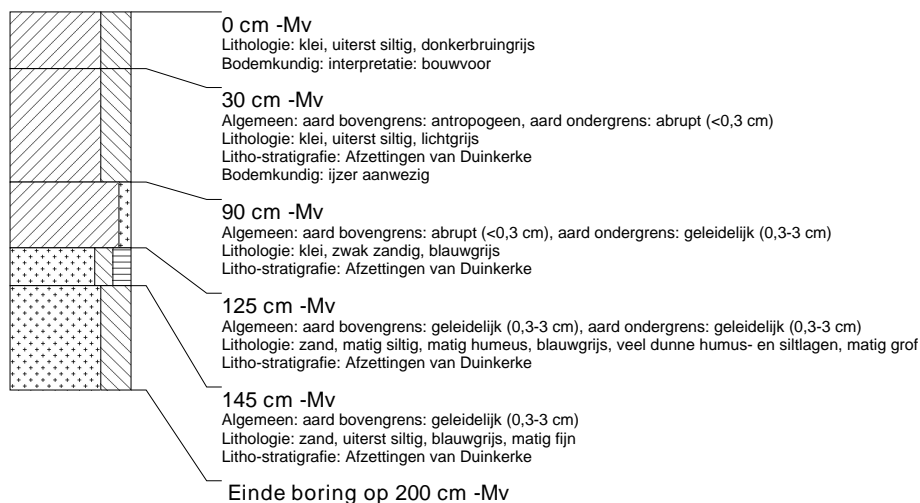 0 cm -Mv
Lithologie: klei, uiterst siltig, donkerbruingrijs
Bodemkundig: interpretatie: bouwvoor
30 cm -Mv
Algemeen: aard bovengrens: antropogeen, aard ondergrens: abrupt (<0,3 cm)
Lithologie: klei, uiterst siltig, lichtgrijs
Litho-stratigrafie: Afzettingen van Duinkerke
Bodemkundig: ijzer aanwezig
90 cm -Mv
Algemeen: aard bovengrens: abrupt (<0,3 cm), aard ondergrens: geleidelijk (0,3-3 cm)
Lithologie: klei, zwak zandig, blauwgrijs
Litho-stratigrafie: Afzettingen van Duinkerke
125 cm -Mv
Algemeen: aard bovengrens: geleidelijk (0,3-3 cm), aard ondergrens: geleidelijk (0,3-3 cm)
Lithologie: zand, matig siltig, matig humeus, blauwgrijs, veel dunne humus- en siltlagen, matig grof
Litho-stratigrafie: Afzettingen van Duinkerke
145 cm -Mv
Algemeen: aard bovengrens: geleidelijk (0,3-3 cm)
Lithologie: zand, uiterst siltig, blauwgrijs, matig fijn
Litho-stratigrafie: Afzettingen van Duinkerke
Einde boring op 200 cm -Mv